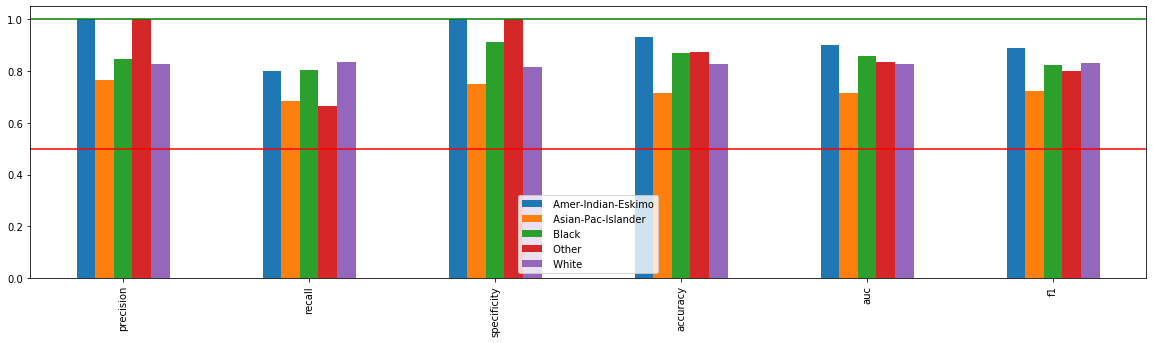 1.0
0.8
0.6
0.4
0.2
0.0
Amer-Indian-Eskimo
Asian-Pac-Islander
Black
Other
White
precision
recall
specificity
accuracy
auc
f1